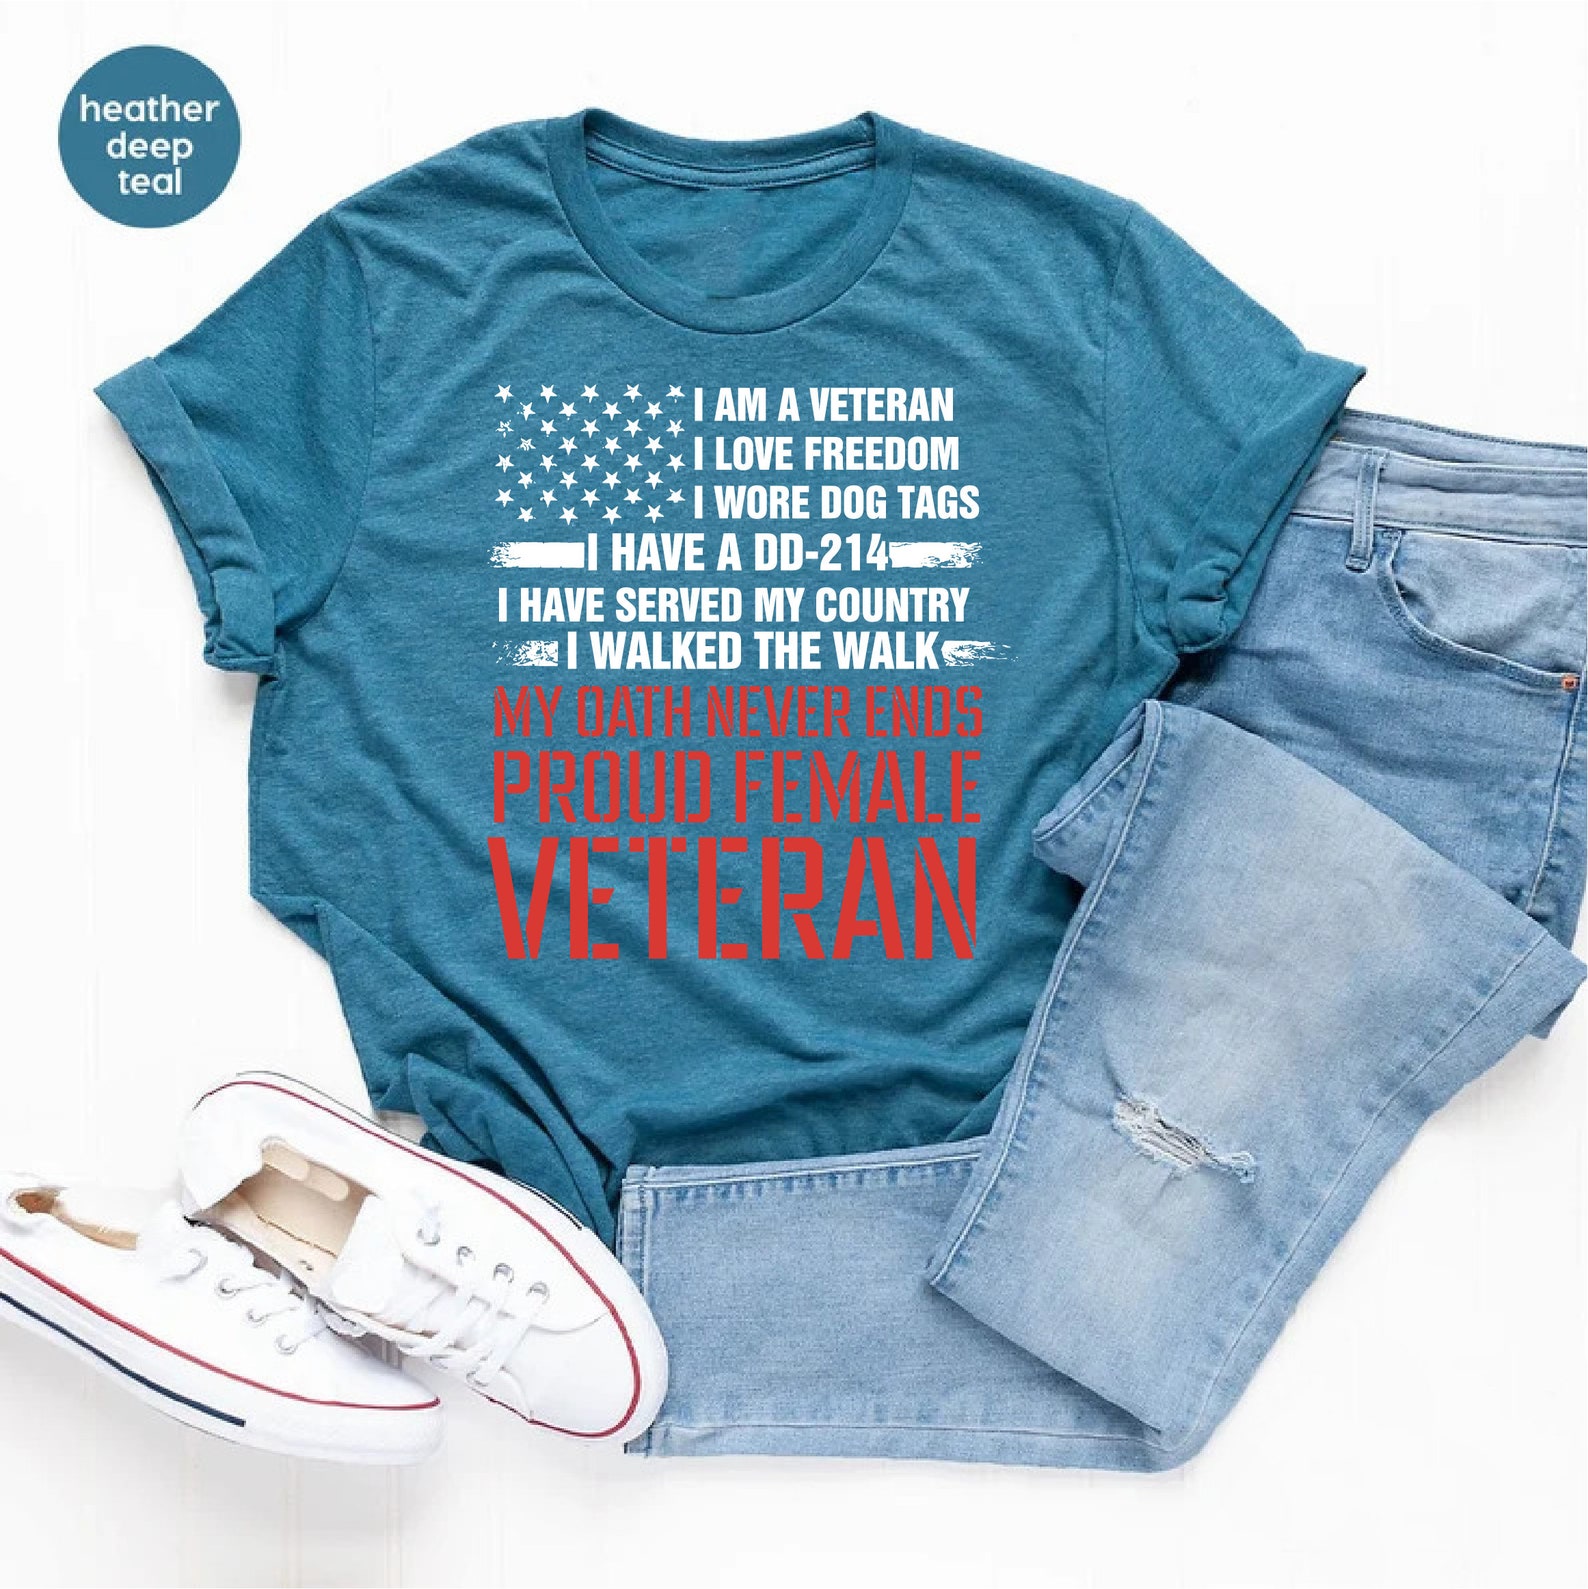 heather
deep
teal
I AM A VETERAN
I LOVE FREEDOM
I WORE DOG TAGS
I HAVE A DD-214
I HAVE SERVED MY COUNTRY
I WALKED THE WALK
MY OATH NEVER ENDS
PROUD FEMALE
VETERAN